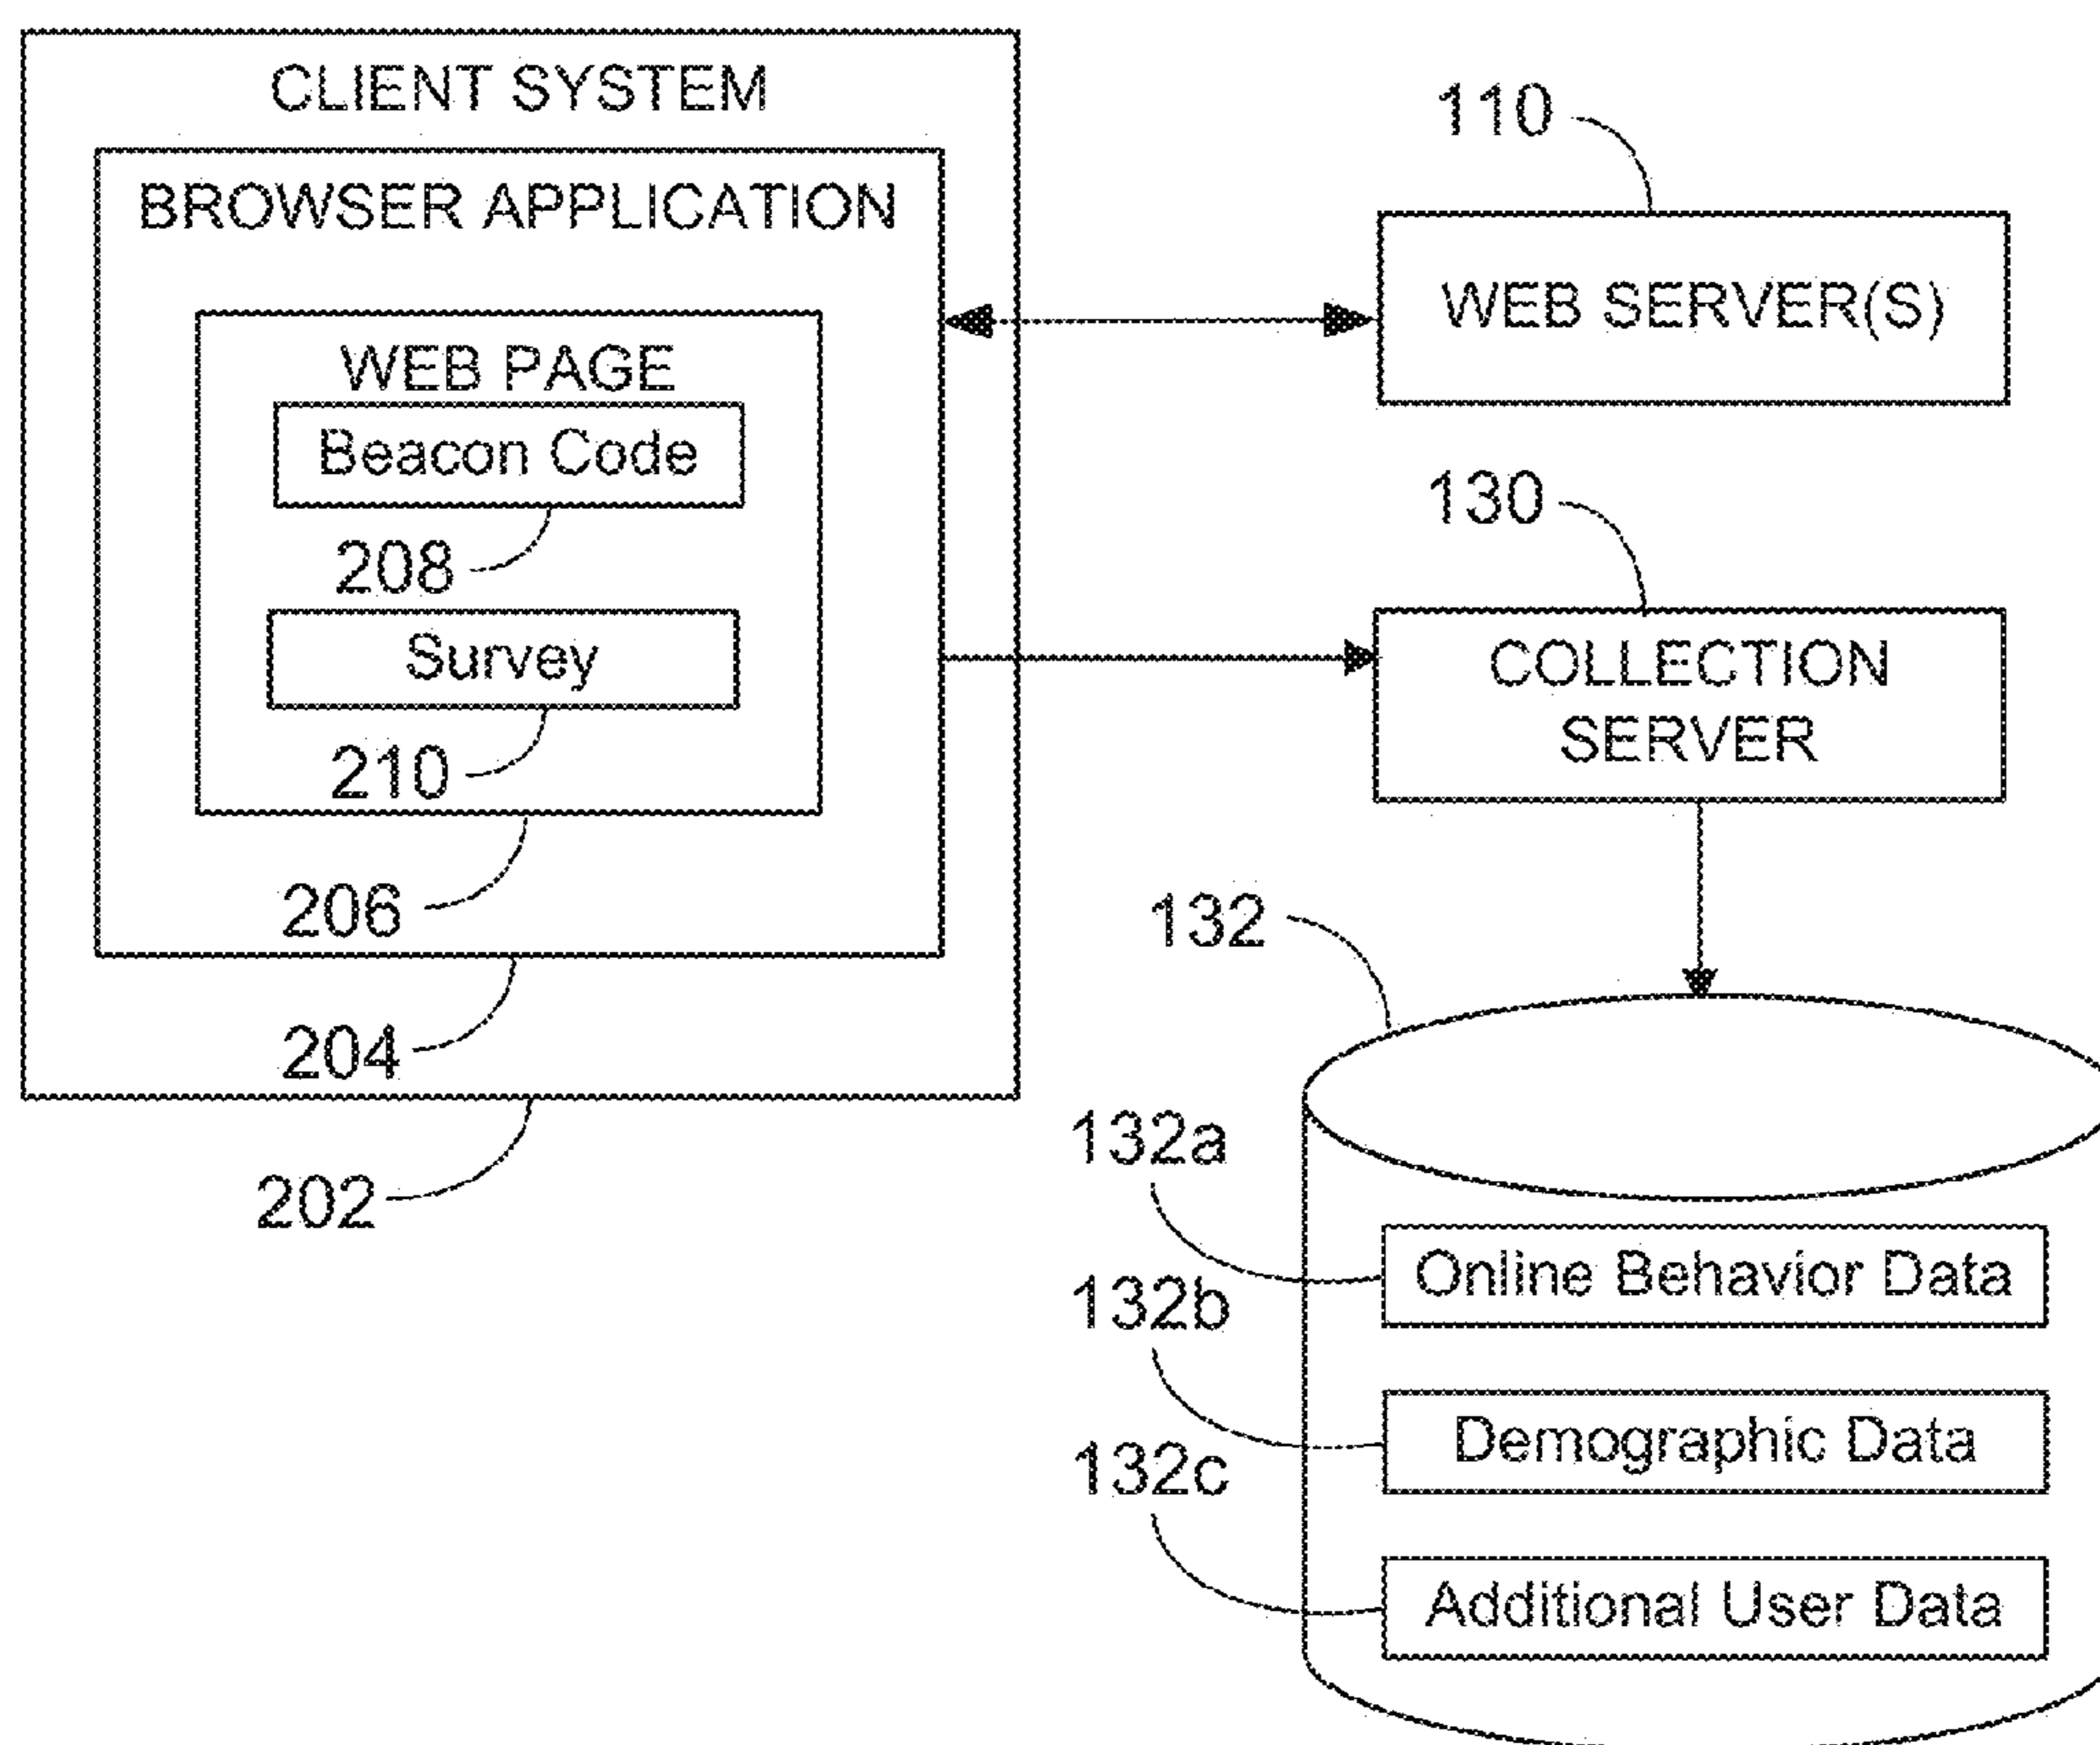 CLIENT SYSTEM
BROWSER APPLICATION
WEB PAGE
Beacon Code
208
Survey
210
206
204
202
110
WEB SERVER(S)
130
COLLECTION
SERVER
132
132a
Online Behavior Data
132b
Demographic Data
132c
Additional User Data